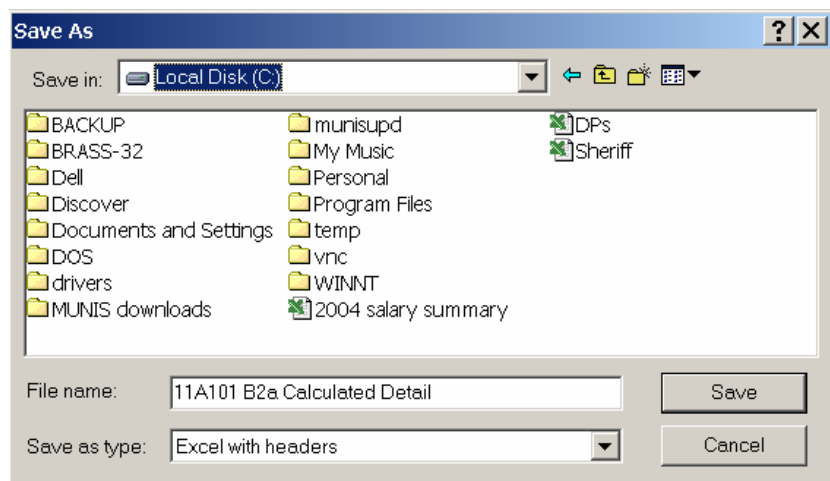 Save As
Save in: Local Disk (C:)
BACKUP
BRASS-32
Dell
Discover
Documents and Settings
DOS
drivers
MUNIS downloads
munisupd
My Music
Personal
Program Files
temp
vnc
WINNT
2004 salary summary
DPs
Sheriff
File name: 11A101 B2a Calculated Detail
Save
Save as type: Excel with headers
Cancel